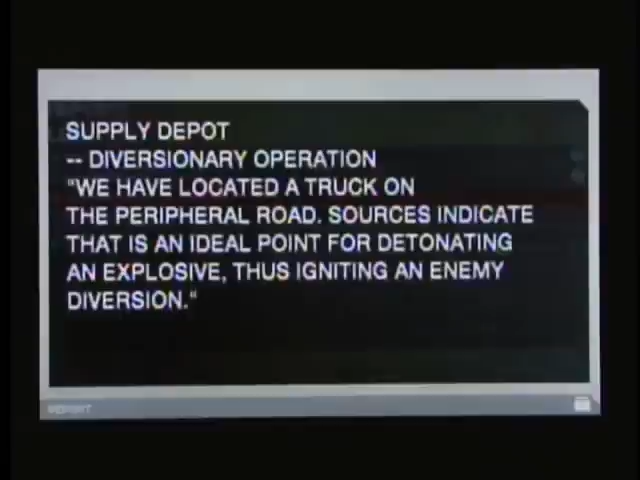 SUPPLY DEPOT
-- DIVERSIONARY OPERATION
"WE HAVE LOCATED A TRUCK ON
THE PERIPHERAL ROAD. SOURCES INDICATE
THAT IS AN IDEAL POINT FOR DETONATING
AN EXPLOSIVE, THUS IGNITING AN ENEMY
DIVERSION."
REPORT